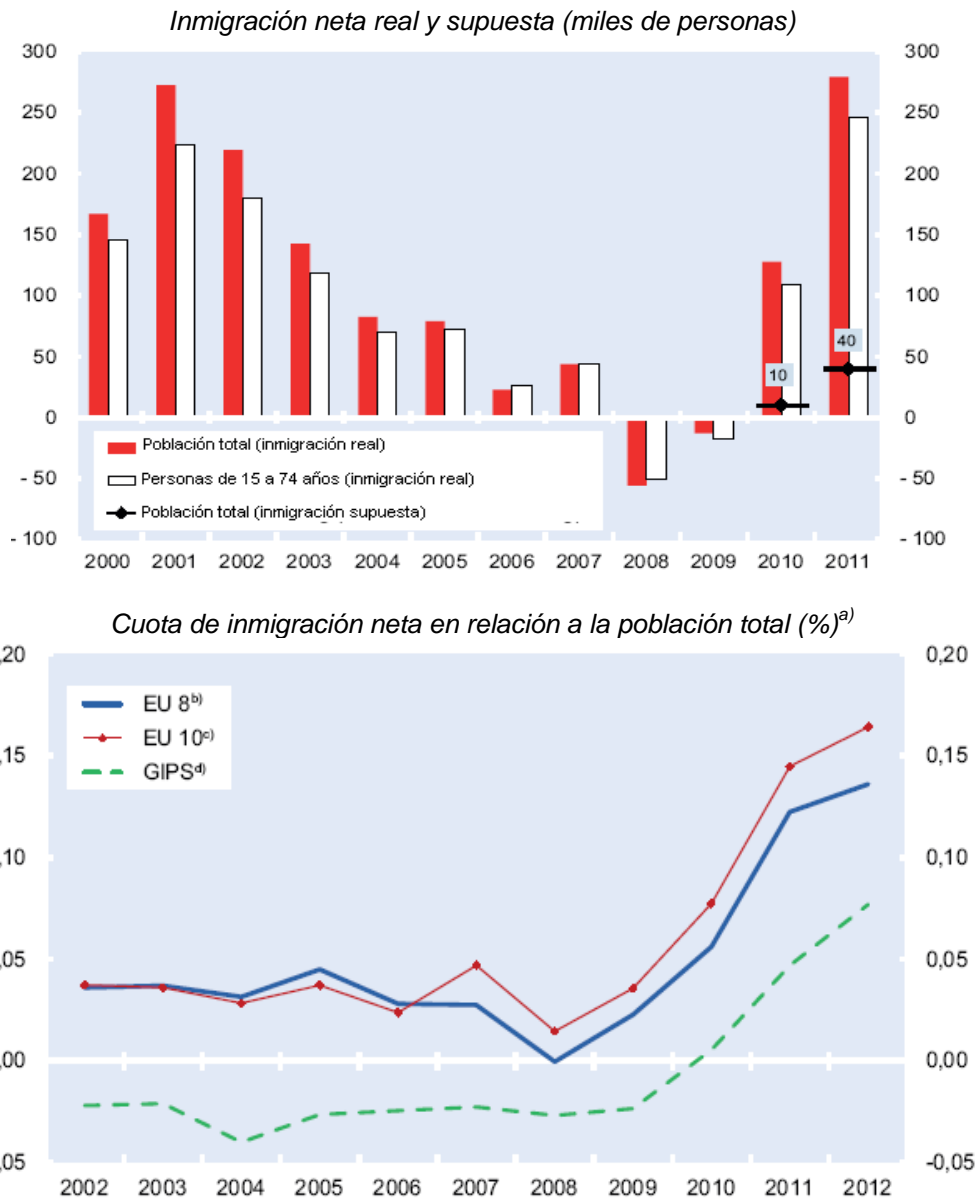 Inmigración neta real y supuesta (miles de personas)
300 300
250 250
200 200
150 150
100 100
50 50
0 0
- 50 - 50
- 100 - 100
40
10
Población total (inmigración real)
Personas de 15 a 74 años (inmigración real)
Población total (inmigración supuesta)
2000 2001 2002 2003 2004 2005 2006 2007 2008 2009 2010 2011
Cuota de inmigración neta en relación a la población total (%)a)
,20 0,20
,15 0,15
,10 0,10
,05 0,05
,00 0,00
,05 -0,05
EU 8b)
EU 10c)
GIPSd)
2002 2003 2004 2005 2006 2007 2008 2009 2010 2011 2012